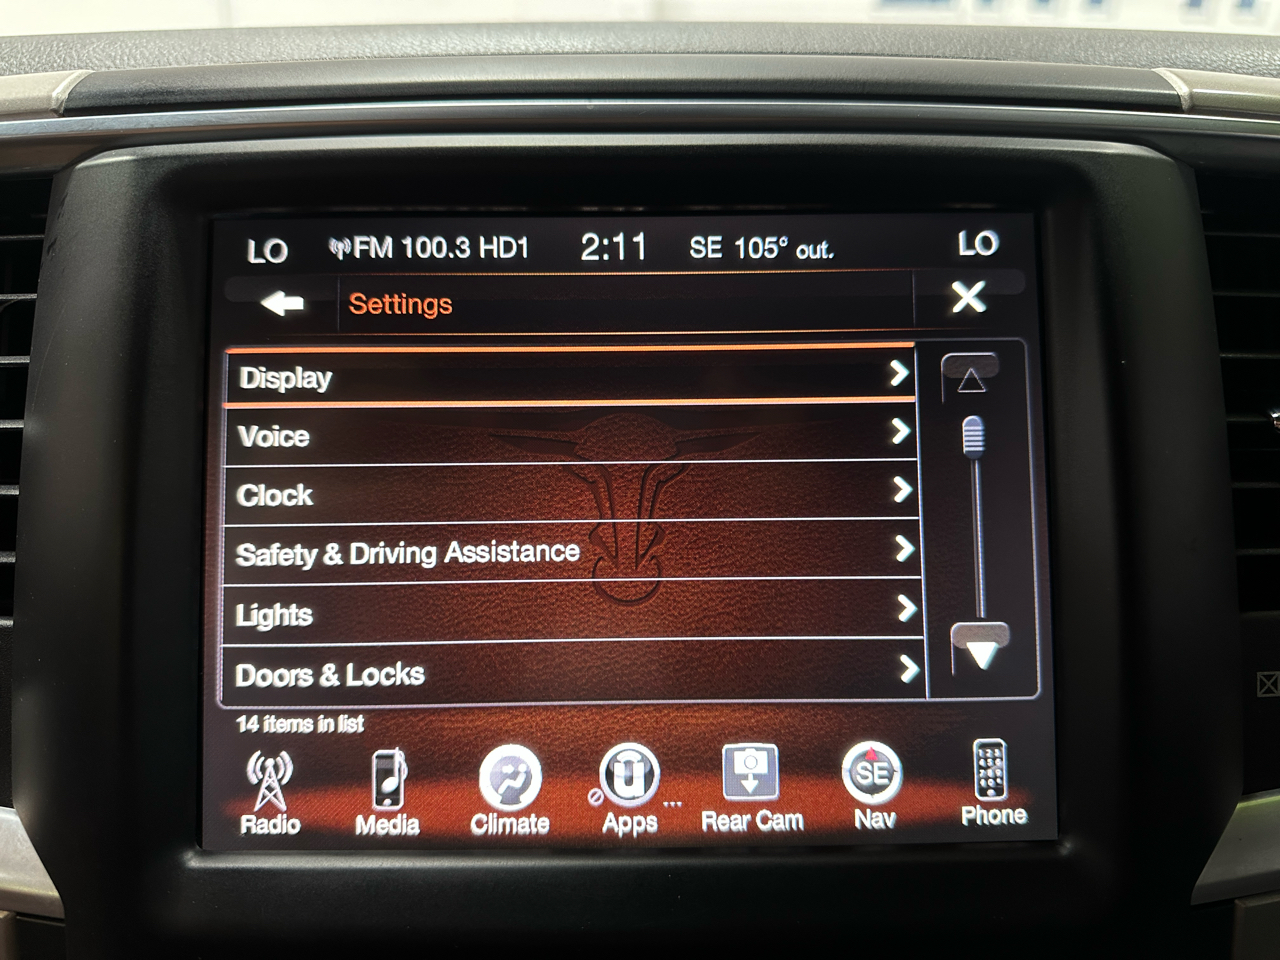 LO FM 100.3 HD1 2:11 SE 105° out. LO
Settings
Display
Voice
Clock
Safety & Driving Assistance
Lights
Doors & Locks
14 items in list
SE
Radio Media Climate Apps Rear Cam Nav Phone